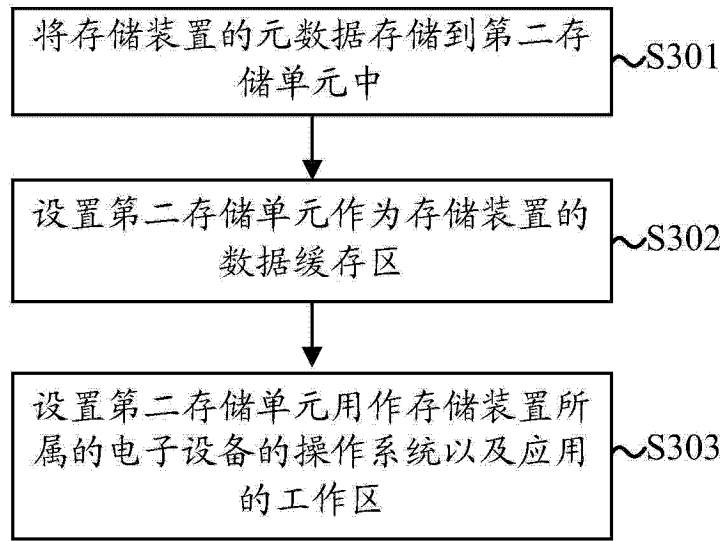 将存储装置的元数据存储到第二存
储单元中
S301
设置第二存储单元作为存储装置的
数据缓存区
S302
设置第二存储单元用作存储装置所
属的电子设备的操作系统以及应用
的工作区
S303